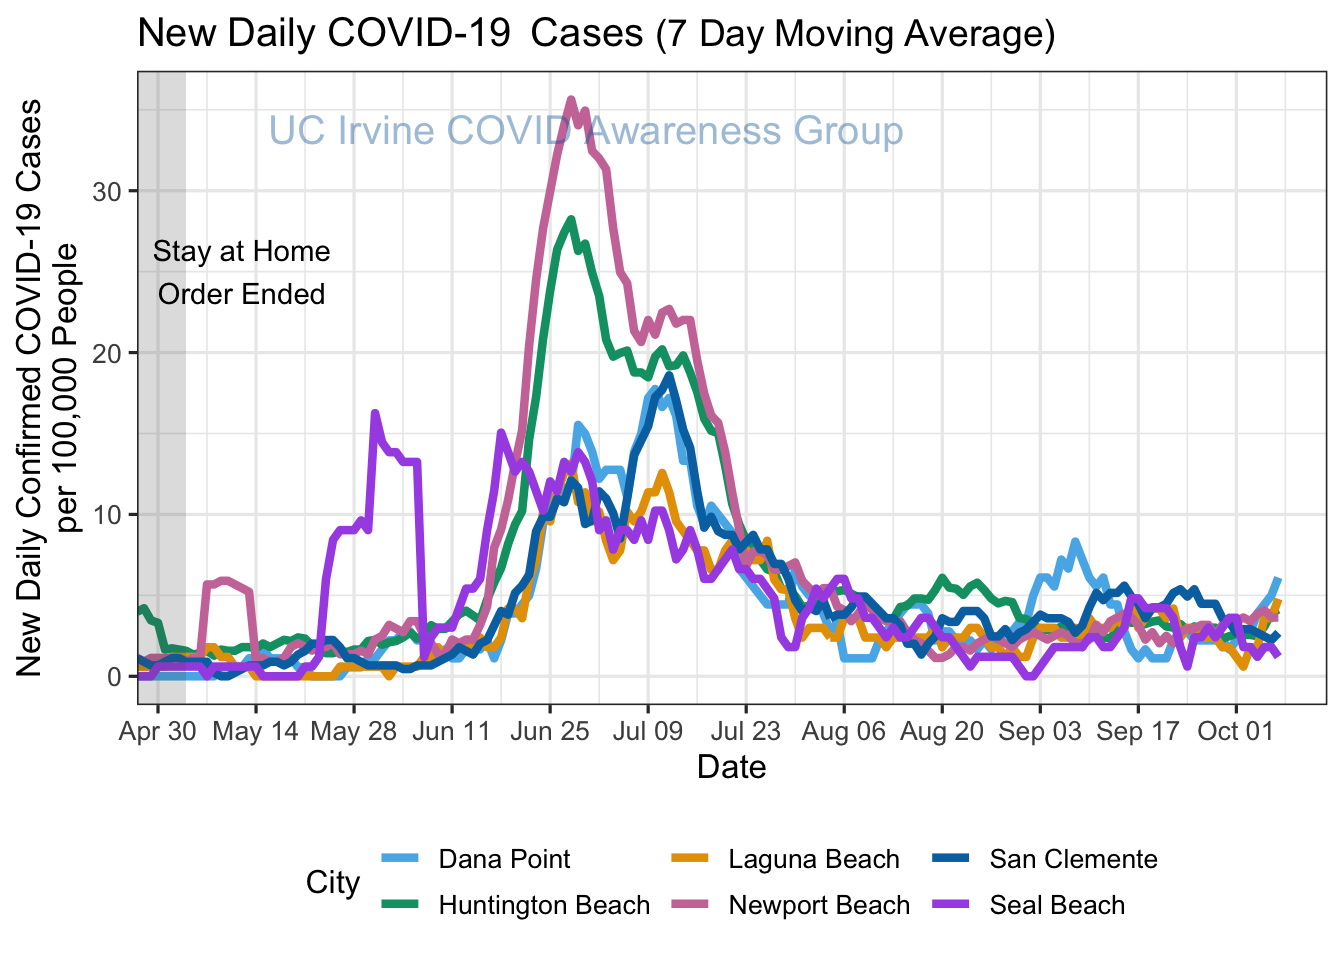 New Daily COVID-19 Cases (7 Day Moving Average)
UC Irvine COVID Awareness Group
Stay at Home
Order Ended
New Daily Confirmed COVID-19 Cases
per 100,000 People
30
20
10
0
Apr 30 May 14 May 28 Jun 11 Jun 25 Jul 09 Jul 23 Aug 06 Aug 20 Sep 03 Sep 17 Oct 01
Date
City
Dana Point Laguna Beach San Clemente
Huntington Beach Newport Beach Seal Beach